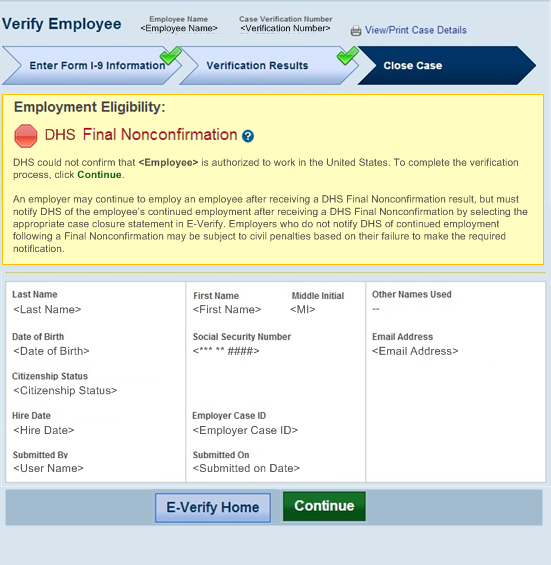 Verify Employee
Employee Name
<Employee Name>
Case Verification Number
<Verification Number>
View/Print Case Details
Enter Form I-9 Information
Verification Results
Close Case
Employment Eligibility:
DHS Final Nonconfirmation ?
DHS could not confirm that <Employee> is authorized to work in the United States. To complete the verification
process, click Continue.
An employer may continue to employ an employee after receiving a DHS Final Nonconfirmation result, but must
notify DHS of the employee's continued employment after receiving a DHS Final Nonconfirmation by selecting the
appropriate case closure statement in E-Verify. Employers who do not notify DHS of continued employment
following a Final Nonconfirmation may be subject to civil penalties based on their failure to make the required
notification.
Last Name
<Last Name>
First Name
<First Name>
Middle Initial
<MI>
Other Names Used
--
Date of Birth
<Date of Birth>
Social Security Number
<*** ** ####>
Email Address
<Email Address>
Citizenship Status
<Citizenship Status>
Hire Date
<Hire Date>
Employer Case ID
<Employer Case ID>
Submitted By
<User Name>
Submitted On
<Submitted on Date>
E-Verify Home
Continue